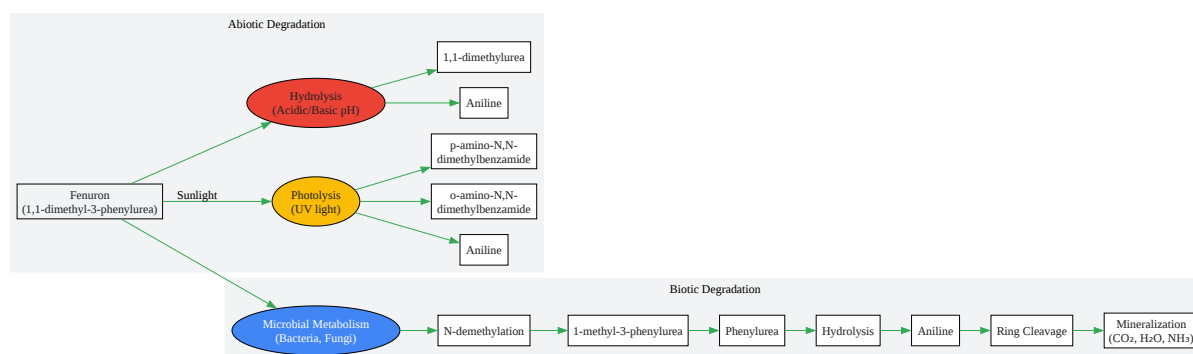 Abiotic Degradation
1,1-dimethylurea
Hydrolysis
(Acidic/Basic pH)
Aniline
p-amino-N,N-
dimethylbenzamide
Fenuron
(1,1-dimethyl-3-phenylurea)
Sunlight
Photolysis
(UV light)
o-amino-N,N-
dimethylbenzamide
Aniline
Biotic Degradation
Microbial Metabolism
(Bacteria, Fungi)
N-demethylation
1-methyl-3-phenylurea
Phenylurea
Hydrolysis
Aniline
Ring Cleavage
Mineralization
(CO₂, H₂O, NH₃)